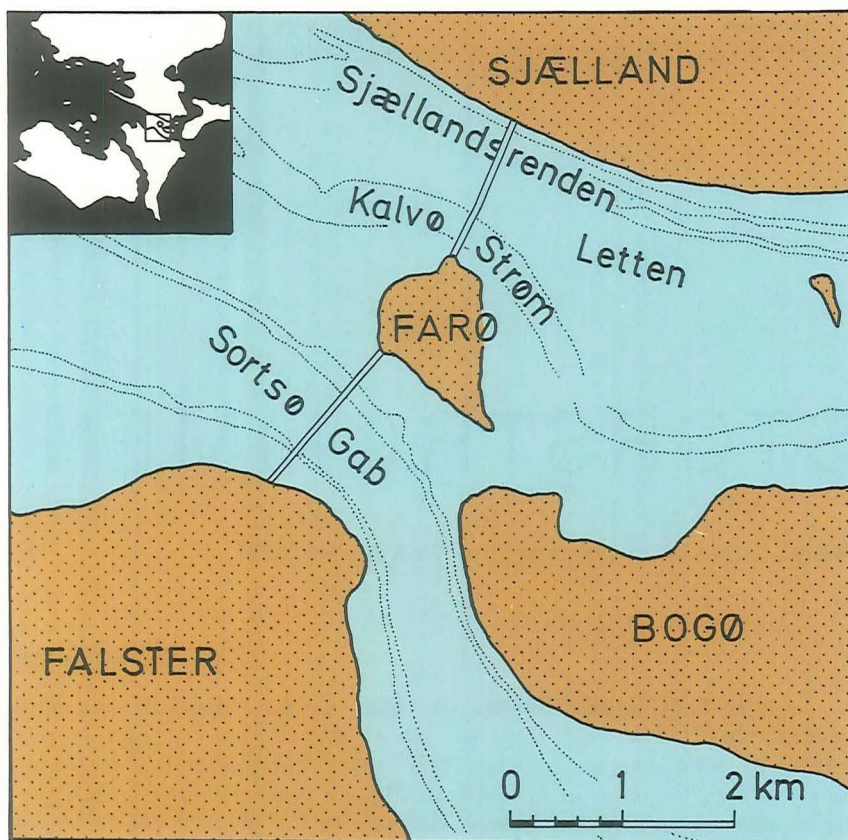 SJÆLLAND
Sjællandsrenden
Kalvø
Strøm
Letten
FARØ
Sortsø
Gab
BOGØ
FALSTER
0 1 2 km